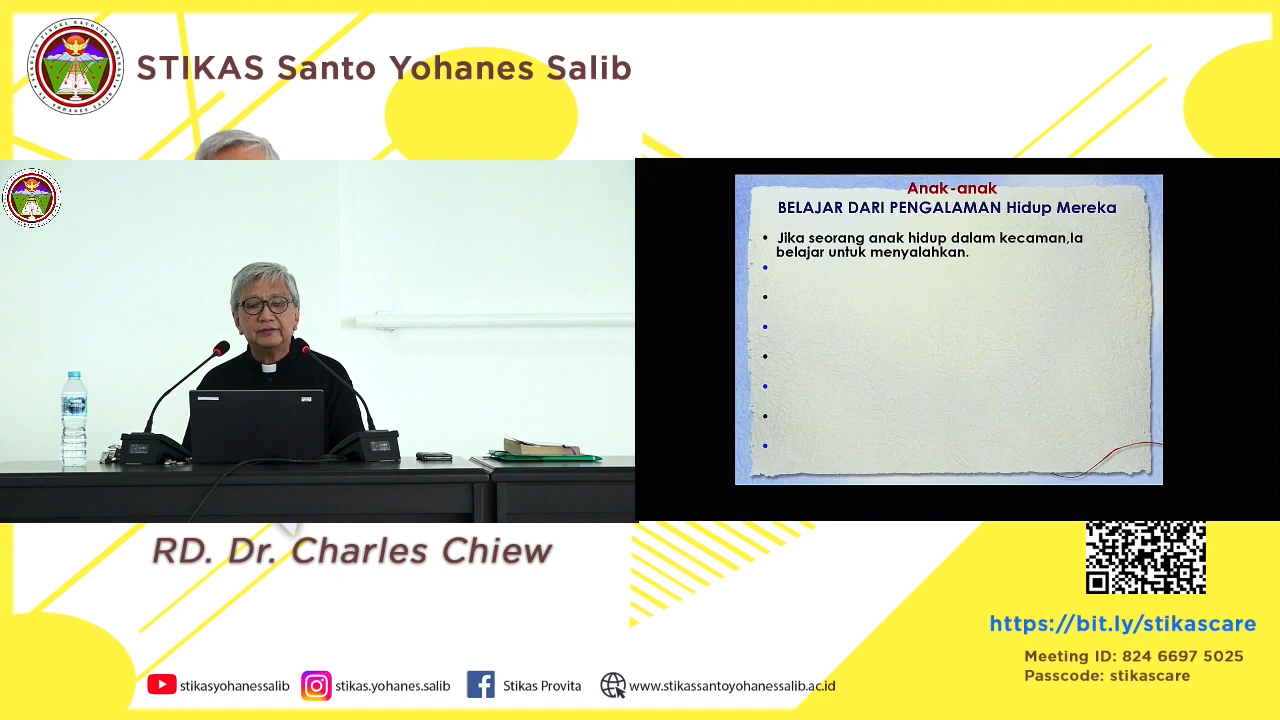 STIKAS Santo Yohanes Salib
Anak-anak
BELAJAR DARI PENGALAMAN Hidup Mereka
• Jika seorang anak hidup dalam kecaman,Ia
belajar untuk menyalahkan.
RD. Dr. Charles Chiew
https://bit.ly/stikascare
Meeting ID: 824 6697 5025
Passcode: stikascare
stikasyohanessalib
stikas.yohanes.salib
Stikas Provita
www.stikassantoyohanessalib.ac.id